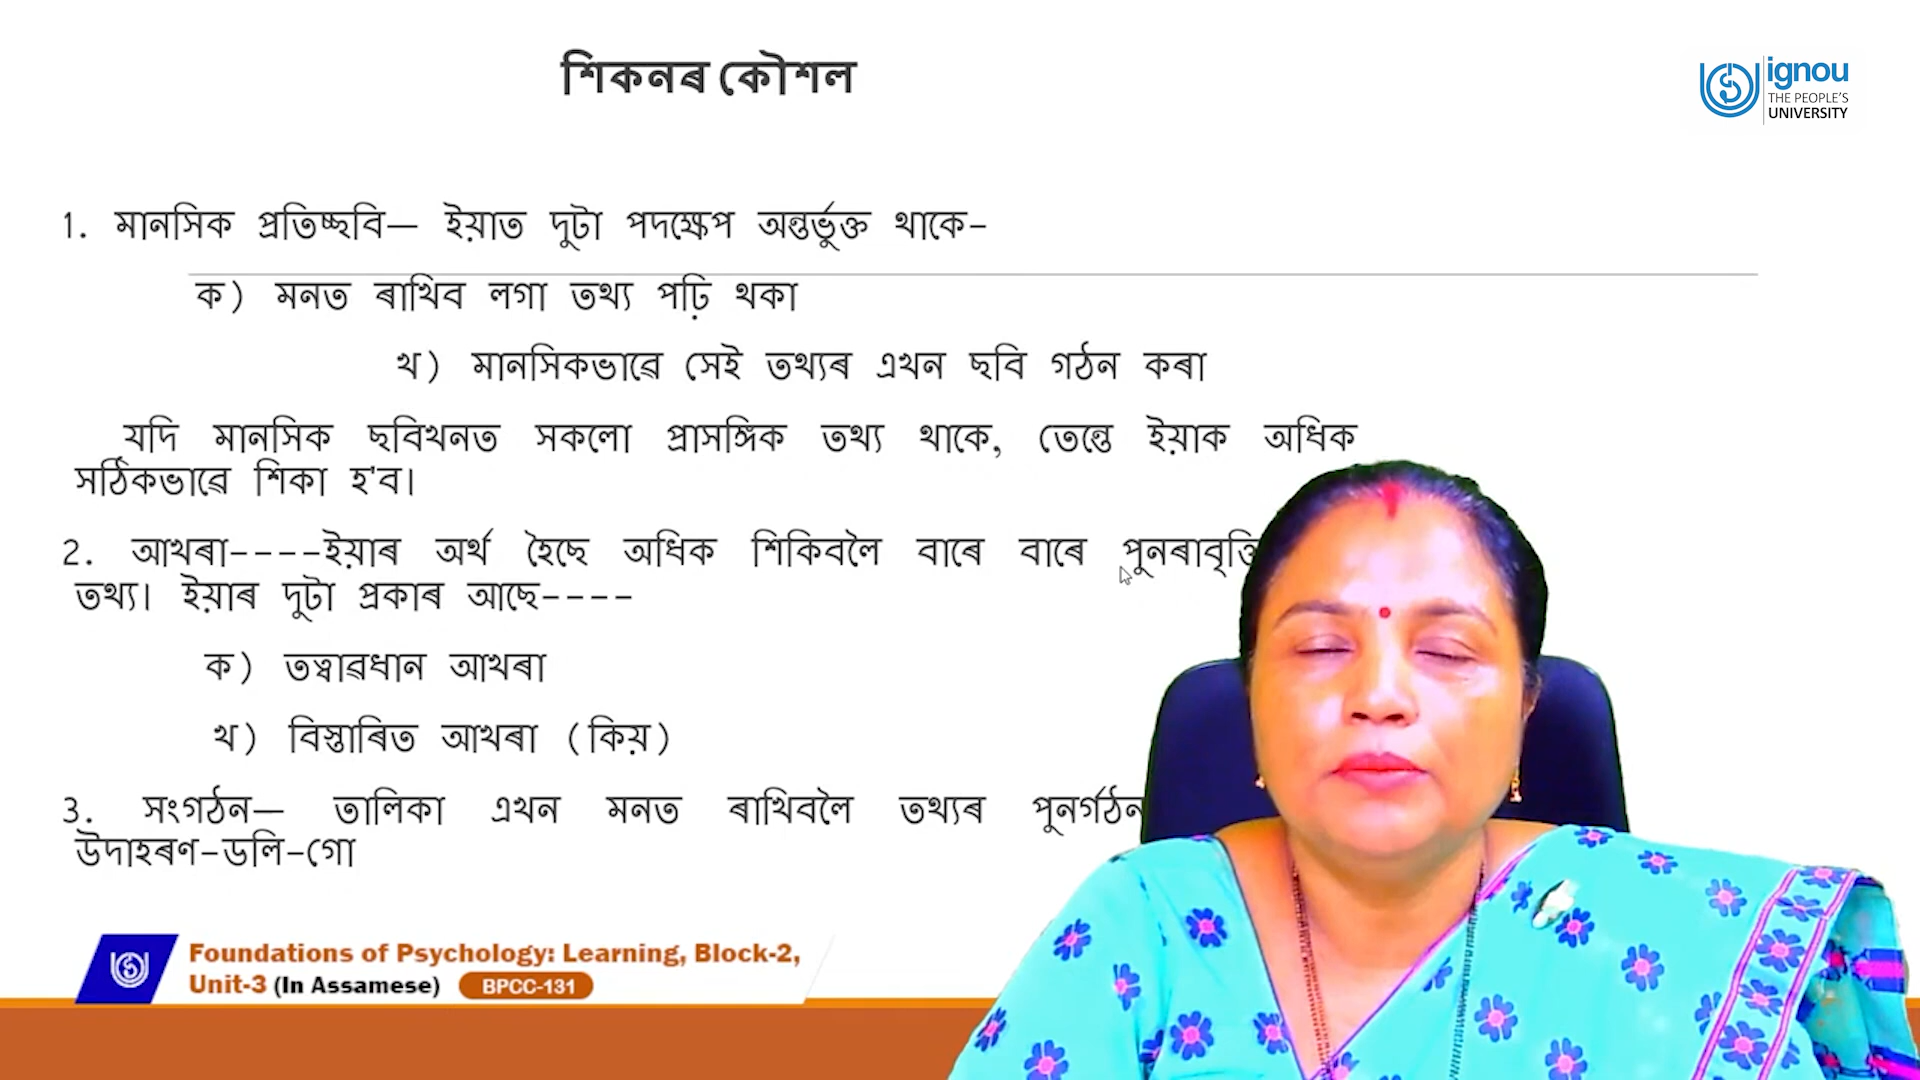 শিকনৰ কৌশল
ignou
THE PEOPLE'S
UNIVERSITY
1. মানসিক প্ৰতিচ্ছবি— ইয়াত দুটা পদক্ষেপ অন্তৰ্ভুক্ত থাকে-
ক) মনত ৰাখিব লগা তথ্য পঢ়ি থকা
খ) মানসিকভাৱে সেই তথ্যৰ এখন ছবি গঠন কৰা
যদি মানসিক ছবিখনত সকলো প্ৰাসঙ্গিক তথ্য থাকে, তেন্তে ইয়াক অধিক
সঠিকভাৱে শিকা হ'ব।
2. আখৰা----ইয়াৰ অৰ্থ হৈছে অধিক শিকিবলৈ বাৰে বাৰে পুনৰাবৃত্তি
তথ্য। ইয়াৰ দুটা প্ৰকাৰ আছে----
ক) তত্বাৱধান আখৰা
খ) বিস্তাৰিত আখৰা (কিয়)
3. সংগঠন— তালিকা এখন মনত ৰাখিবলৈ তথ্যৰ পুনৰ্গঠন
উদাহৰণ-ডলি-গো
Foundations of Psychology: Learning, Block-2,
Unit-3 (In Assamese) BPCC-131